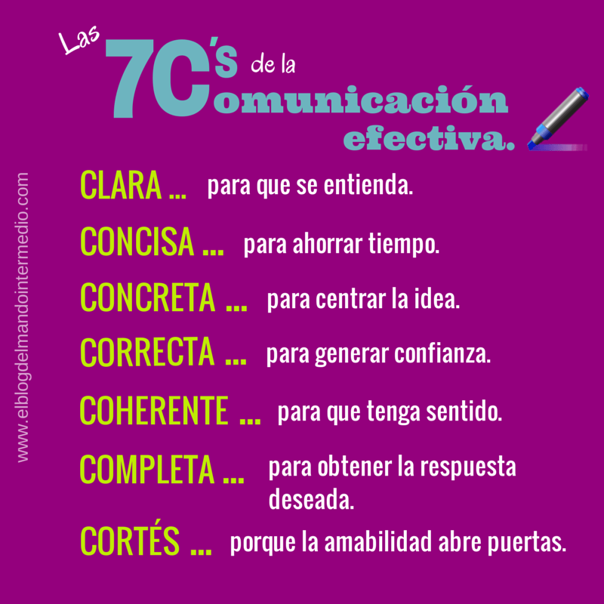 Las
7C's de la
Comunicación
efectiva.
CLARA ... para que se entienda.
CONCISA ... para ahorrar tiempo.
CONCRETA ... para centrar la idea.
CORRECTA ... para generar confianza.
COHERENTE ... para que tenga sentido.
COMPLETA ... para obtener la respuesta
deseada.
CORTÉS ... porque la amabilidad abre puertas.
www.elblogdelmandointermedio.com